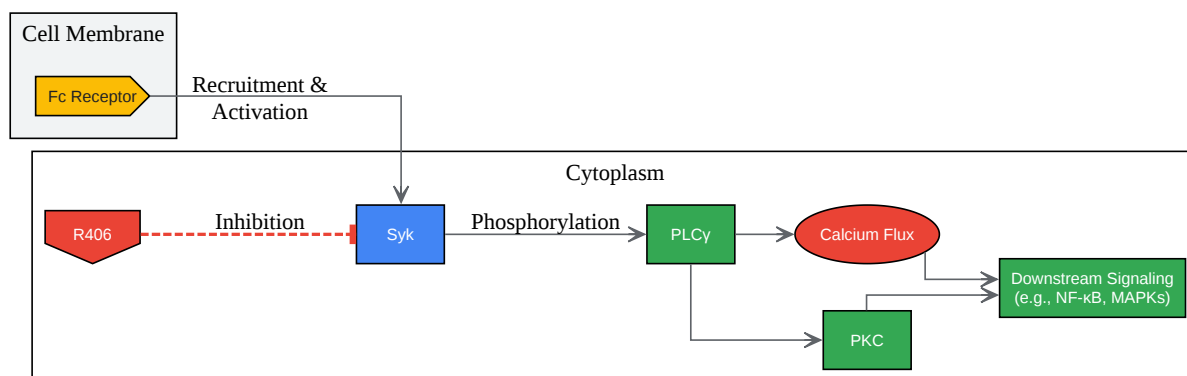 Cell Membrane
Fc Receptor
Recruitment &
Activation
Cytoplasm
R406
Inhibition
Syk
Phosphorylation
PLCγ
Calcium Flux
Downstream Signaling
(e.g., NF-κB, MAPKs)
PKC